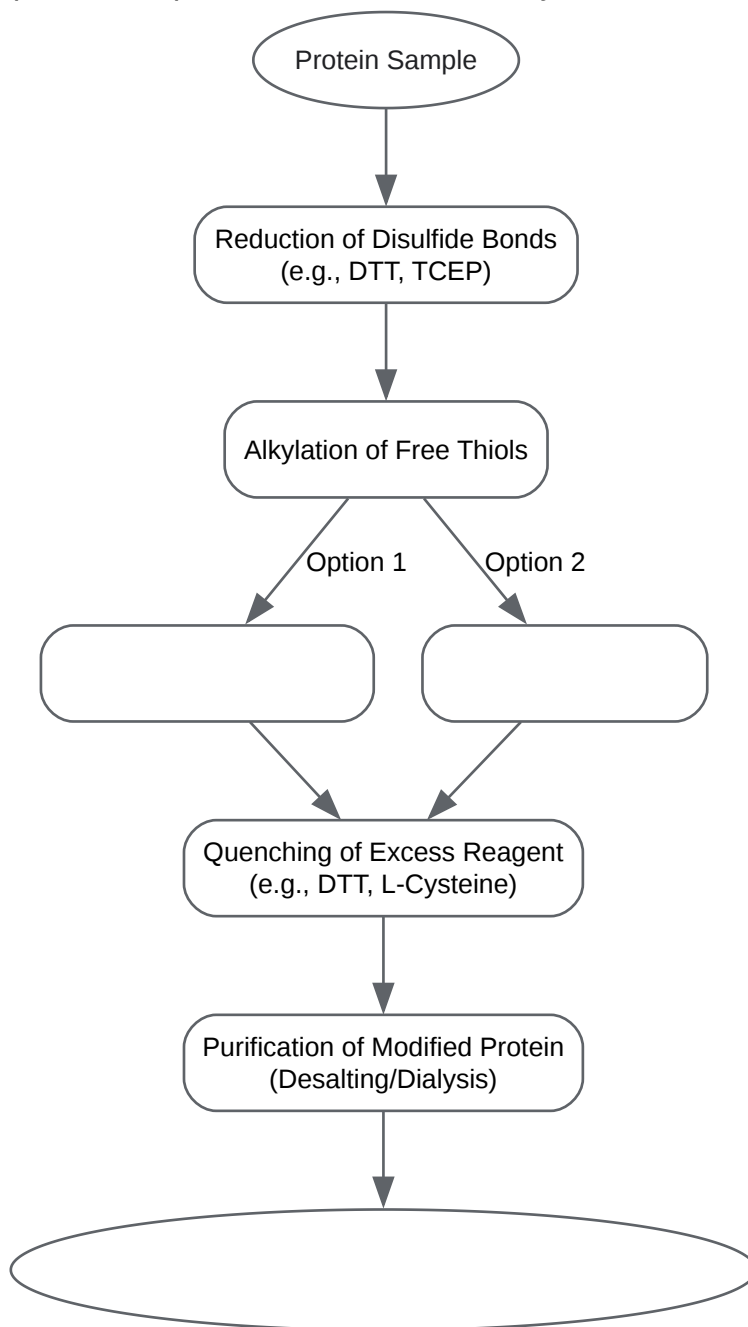 Protein Sample
Reduction of Disulfide Bonds
(e.g., DTT, TCEP)
Alkylation of Free Thiols
Option 1
Option 2
Quenching of Excess Reagent
(e.g., DTT, L-Cysteine)
Purification of Modified Protein
(Desalting/Dialysis)